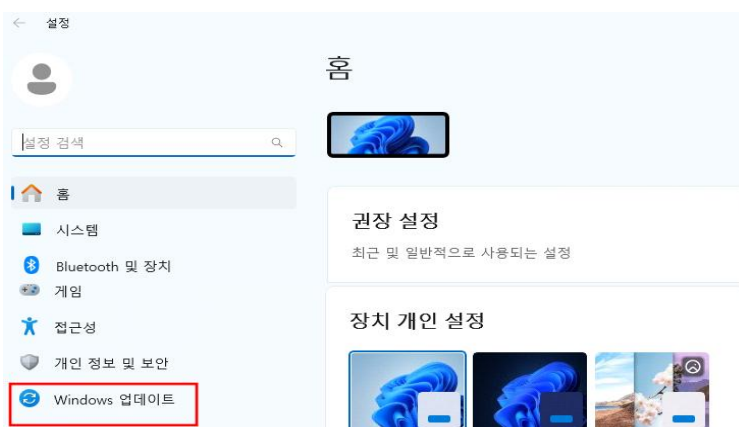 설정
설정 검색
홈
시스템
Bluetooth 및 장치
게임
접근성
개인 정보 및 보안
Windows 업데이트
홈
권장 설정
최근 및 일반적으로 사용되는 설정
장치 개인 설정